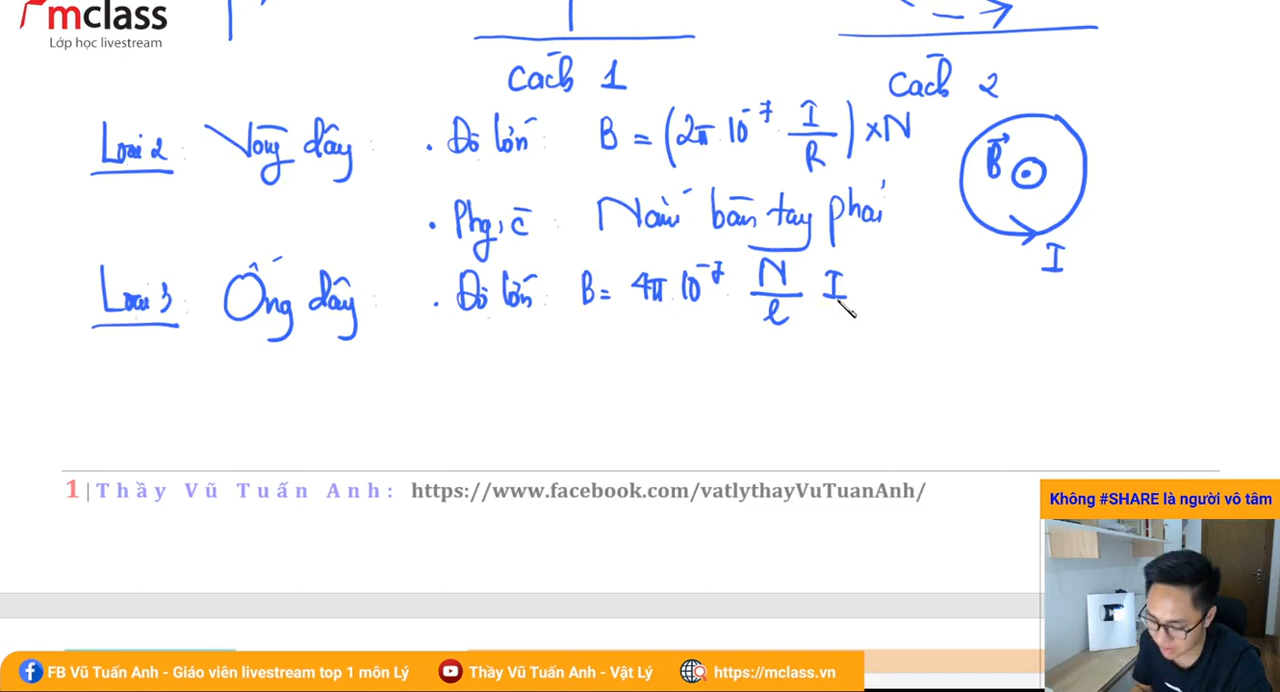 mclass
Lớp học livestream
Cách 1
Cách 2
Loại 2: Vòng dây: . Độ lớn: B = (2π 10⁻⁷ I/R) × N
B⃗
. Phg, c̄: Nắm bàn tay phải
I
Loại 3: Ống dây: . Độ lớn: B = 4π 10⁻⁷ N/l I
1 | Thầy Vũ Tuấn Anh: https://www.facebook.com/vatlythayVuTuanAnh/
Không #SHARE là người vô tâm
FB Vũ Tuấn Anh - Giáo viên livestream top 1 môn Lý Thầy Vũ Tuấn Anh - Vật Lý https://mclass.vn